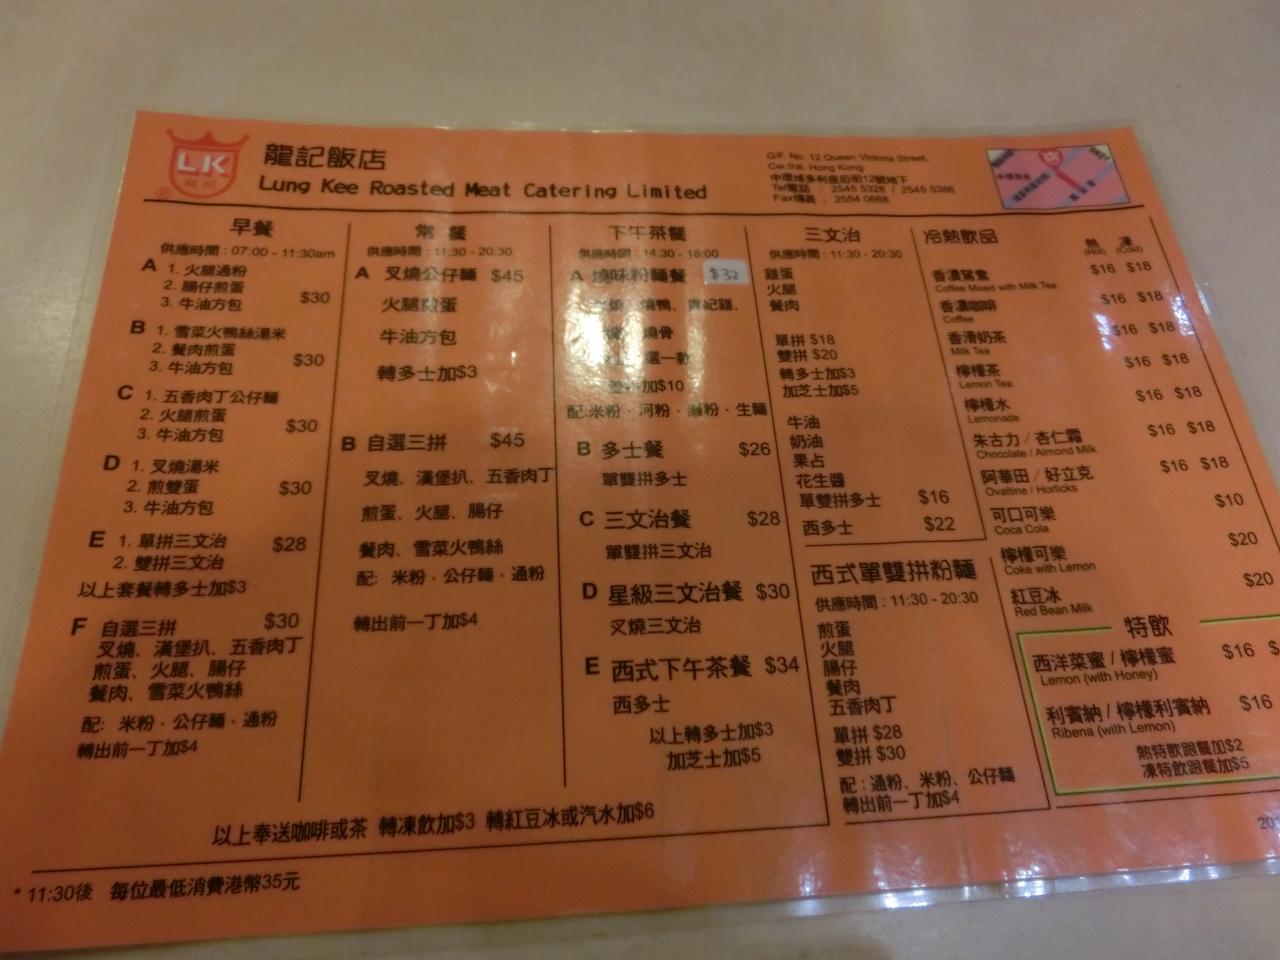 LK
龍記
龍記飯店
Lung Kee Roasted Meat Catering Limited
G/F. No. 12 Queen Victoria Street,
Central, Hong Kong
中環域多利皇后街12號地下
Tel電話 : 2545 5328 / 2545 5386
Fax傳真 : 2554 0668
早餐
供應時間 : 07:00 - 11:30am
A 1. 火腿通粉
2. 腸仔煎蛋
3. 牛油方包 $30
B 1. 雪菜火鴨絲湯米
2. 餐肉煎蛋
3. 牛油方包 $30
C 1. 五香肉丁公仔麵
2. 火腿煎蛋
3. 牛油方包 $30
D 1. 叉燒湯米
2. 煎雙蛋
3. 牛油方包 $30
E 1. 單拼三文治 $28
2. 雙拼三文治
以上套餐轉多士加$3
F 自選三拼 $30
叉燒、漢堡扒、五香肉丁
煎蛋、火腿、腸仔
餐肉、雪菜火鴨絲
配: 米粉、公仔麵、通粉
轉出前一丁加$4
常餐
供應時間 : 11:30 - 20:30
A 叉燒公仔麵 $45
火腿煎蛋
牛油方包
轉多士加$3
B 自選三拼 $45
叉燒、漢堡扒、五香肉丁
煎蛋、火腿、腸仔
餐肉、雪菜火鴨絲
配: 米粉、公仔麵、通粉
轉出前一丁加$4
下午茶餐
供應時間 : 14:30 - 18:00
A 燒味粉麵餐 $32
燒鴨、貴妃雞、
燒骨
選一款
加$10
配:米粉、河粉、瀨粉、生麵
B 多士餐 $26
單雙拼多士
C 三文治餐 $28
單雙拼三文治
D 星級三文治餐 $30
叉燒三文治
E 西式下午茶餐 $34
西多士
以上轉多士加$3
加芝士加$5
以上奉送咖啡或茶 轉凍飲加$3 轉紅豆冰或汽水加$6
* 11:30後 每位最低消費港幣35元
三文治
供應時間 : 11:30 - 20:30
雞蛋
火腿
餐肉
單拼 $18
雙拼 $20
轉多士加$3
加芝士加$5
牛油
奶油
果占
花生醬
單雙拼多士 $16
西多士 $22
西式單雙拼粉麵
供應時間 : 11:30 - 20:30
煎蛋
火腿
腸仔
餐肉
五香肉丁
單拼 $28
雙拼 $30
配 : 通粉、米粉、公仔麵
轉出前一丁加$4
冷熱飲品 熱 凍
(Hot) (Cold)
香濃鴛鴦 $16 $18
Coffee Mixed with Milk Tea
香濃咖啡 $16 $18
Coffee
香滑奶茶 $16 $18
Milk Tea
檸檬茶 $16 $18
Lemon Tea
檸檬水 $16 $18
Lemonade
朱古力 / 杏仁霜 $16 $18
Chocolate / Almond Milk
阿華田 / 好立克 $16 $18
Ovaltine / Horlicks
可口可樂 $10
Coca Cola
檸檬可樂 $20
Coke with Lemon
紅豆冰 $20
Red Bean Milk
特飲
西洋菜蜜 / 檸檬蜜 $16
Lemon (with Honey)
利賓納 / 檸檬利賓納 $16
Ribena (with Lemon)
熱特飲跟餐加$2
凍特飲跟餐加$5